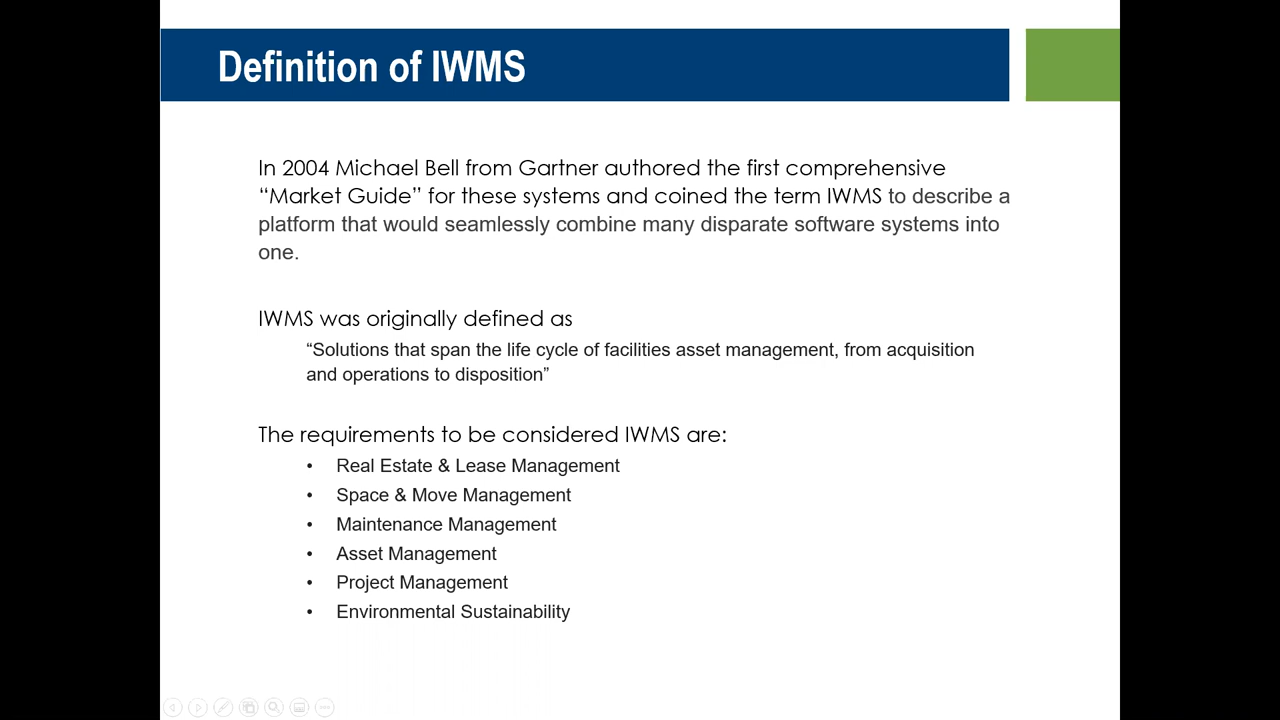 Definition of IWMS
In 2004 Michael Bell from Gartner authored the first comprehensive
“Market Guide” for these systems and coined the term IWMS to describe a
platform that would seamlessly combine many disparate software systems into
one.
IWMS was originally defined as
“Solutions that span the life cycle of facilities asset management, from acquisition
and operations to disposition”
The requirements to be considered IWMS are:
• Real Estate & Lease Management
• Space & Move Management
• Maintenance Management
• Asset Management
• Project Management
• Environmental Sustainability